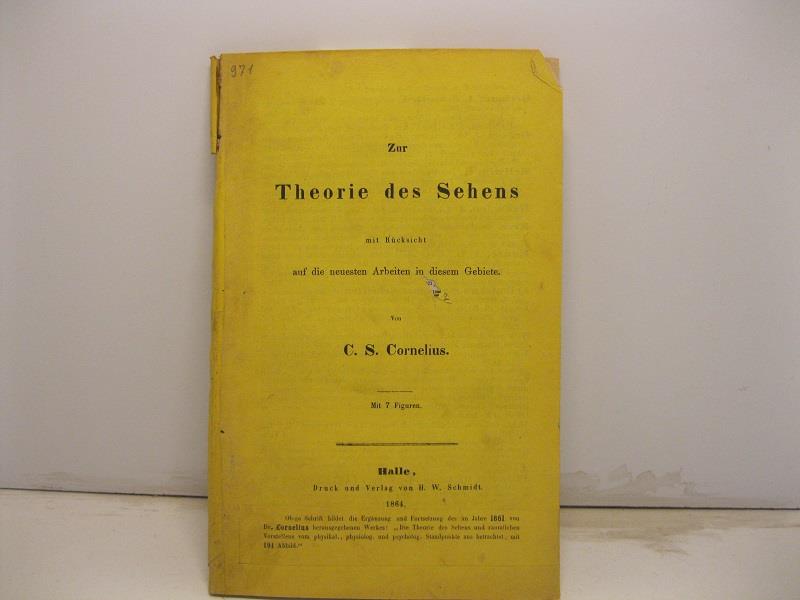 971
Zur
Theorie des Sehens
mit Rücksicht
auf die neuesten Arbeiten in diesem Gebiete.
2
Von
C. S. Cornelius.
Mit 7 Figuren.
Halle,
Druck und Verlag von H. W. Schmidt.
1864.
Obige Schrift bildet die Ergänzung und Fortsetzung des im Jahre 1861 von
Dr. Cornelius herausgegebenen Werkes: „Die Theorie des Sehens und räumlichen
Vorstellens vom physikal., physiolog. und psycholog. Standpunkte aus betrachtet, mit
194 Abbild."